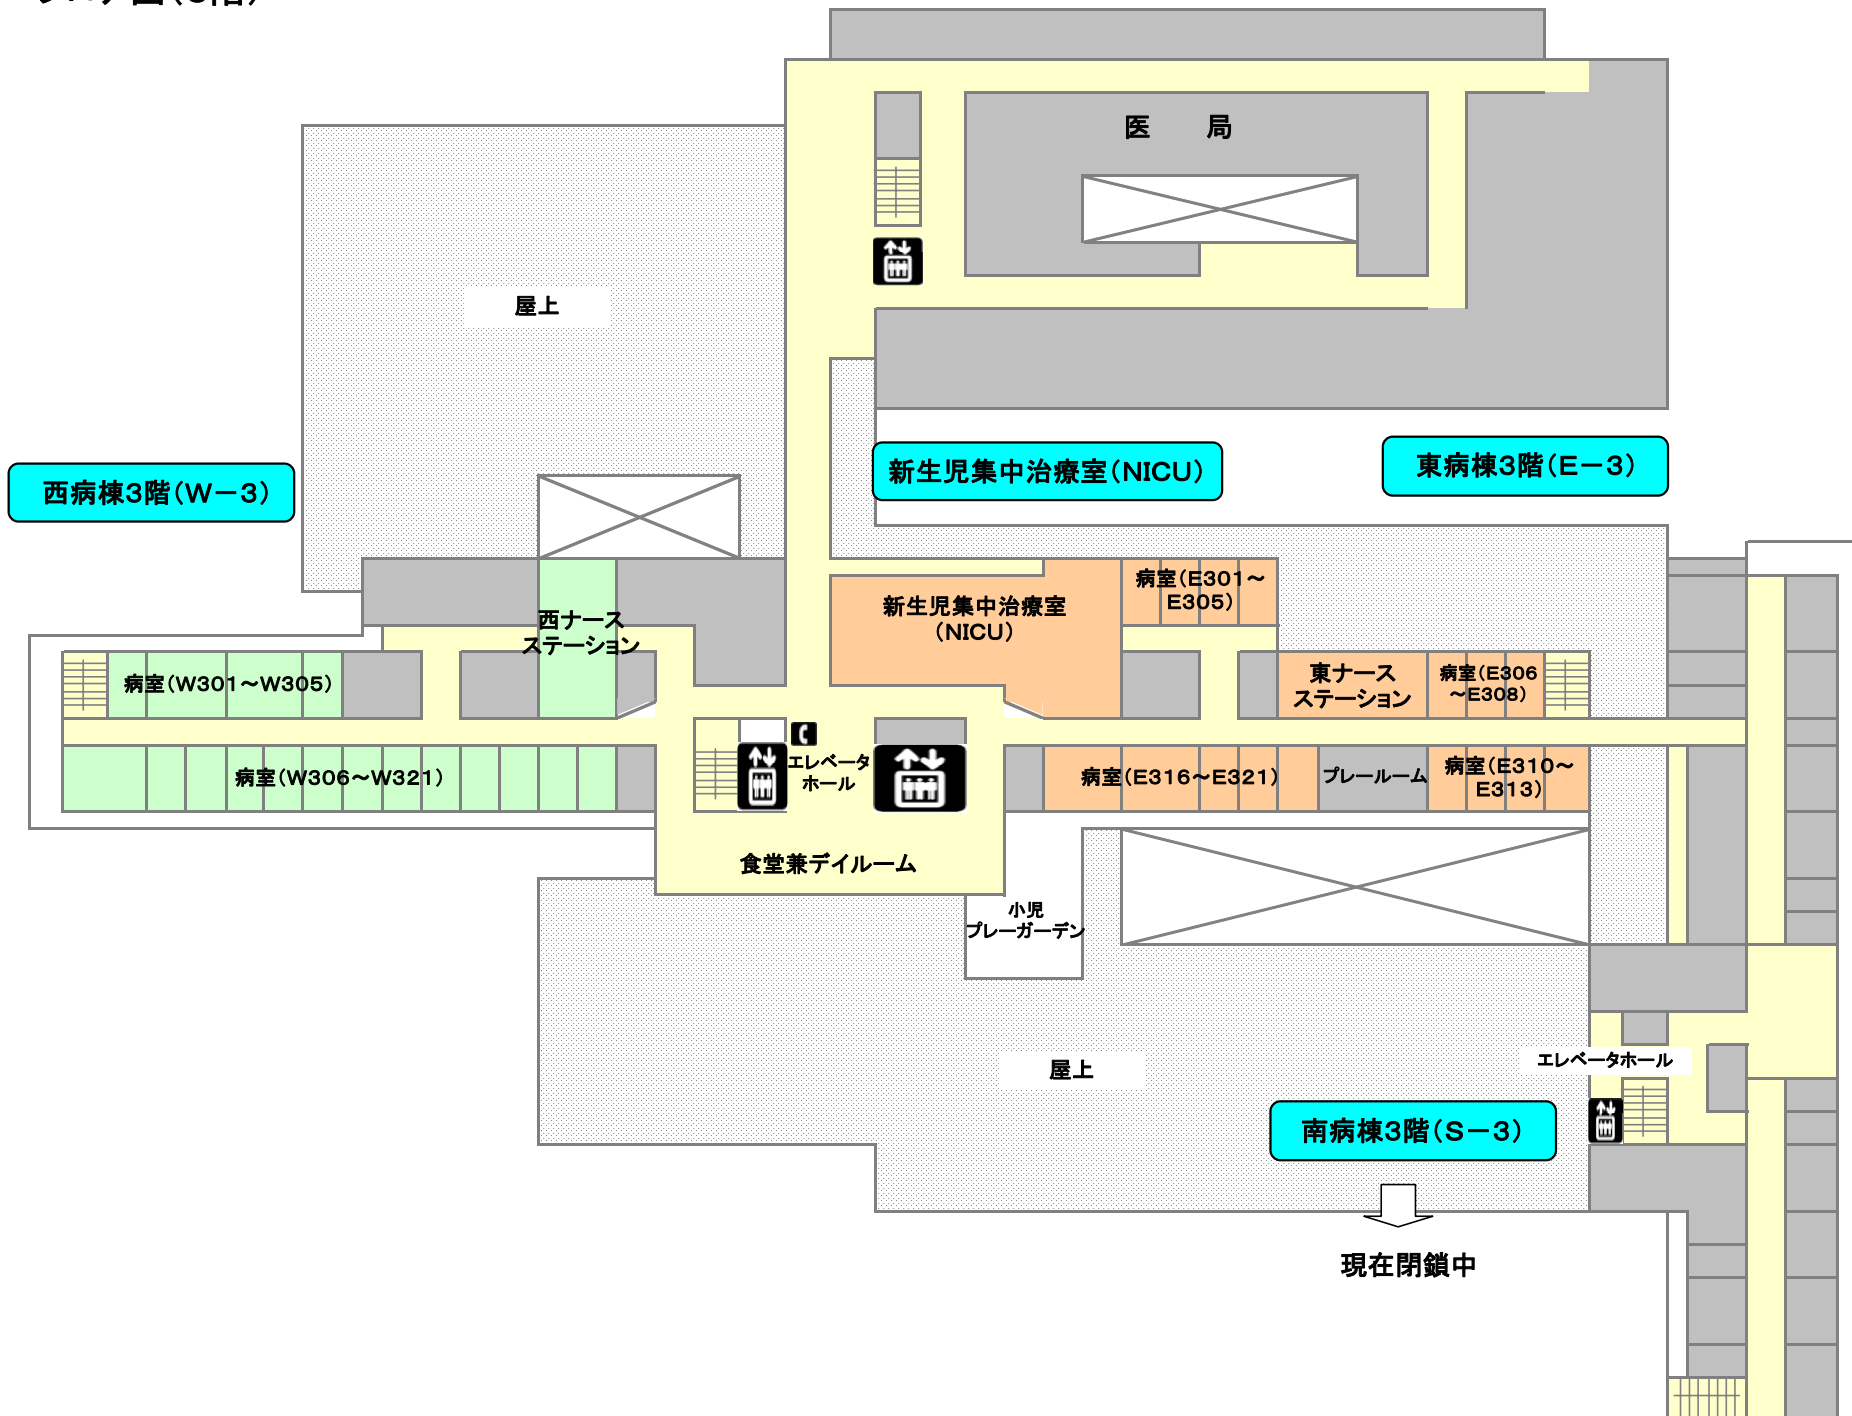 医　局
屋上
西病棟3階(W－3)
新生児集中治療室(NICU)
東病棟3階(E－3)
西ナース
ステーション
新生児集中治療室
(NICU)
病室(E301～
E305)
病室(W301～W305)
東ナース
ステーション
病室(E306
～E308)
エレベータ
ホール
病室(W306～W321)
病室(E316～E321)
プレールーム
病室(E310～
E313)
食堂兼デイルーム
小児
プレーガーデン
屋上
エレベータホール
南病棟3階(S－3)
現在閉鎖中